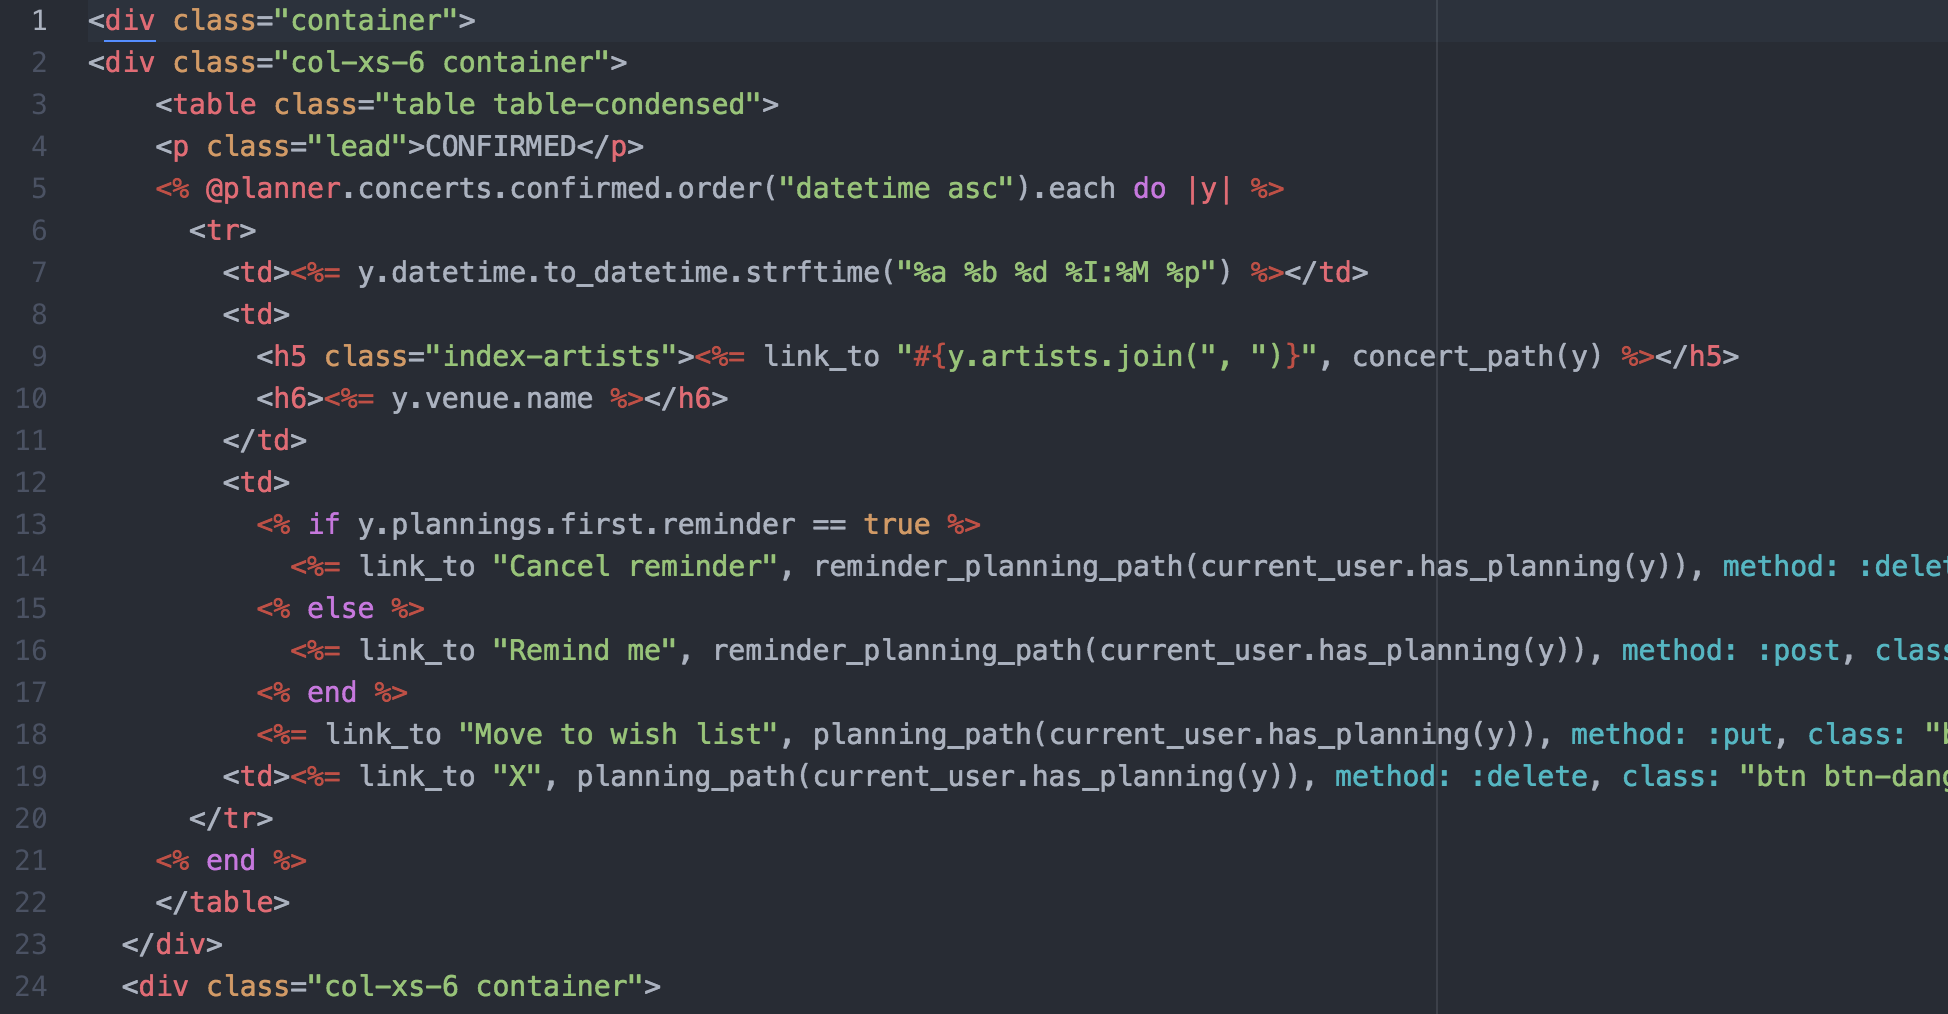 1 <div class="container">
2 <div class="col-xs-6 container">
3     <table class="table table-condensed">
4     <p class="lead">CONFIRMED</p>
5     <% @planner.concerts.confirmed.order("datetime asc").each do |y| %>
6       <tr>
7         <td><%= y.datetime.to_datetime.strftime("%a %b %d %I:%M %p") %></td>
8         <td>
9           <h5 class="index-artists"><%= link_to "#{y.artists.join(", ")}", concert_path(y) %></h5>
10           <h6><%= y.venue.name %></h6>
11         </td>
12         <td>
13           <% if y.plannings.first.reminder == true %>
14             <%= link_to "Cancel reminder", reminder_planning_path(current_user.has_planning(y)), method: :delet
15           <% else %>
16             <%= link_to "Remind me", reminder_planning_path(current_user.has_planning(y)), method: :post, class
17           <% end %>
18           <%= link_to "Move to wish list", planning_path(current_user.has_planning(y)), method: :put, class: "b
19         <td><%= link_to "X", planning_path(current_user.has_planning(y)), method: :delete, class: "btn btn-dang
20       </tr>
21     <% end %>
22     </table>
23   </div>
24   <div class="col-xs-6 container">